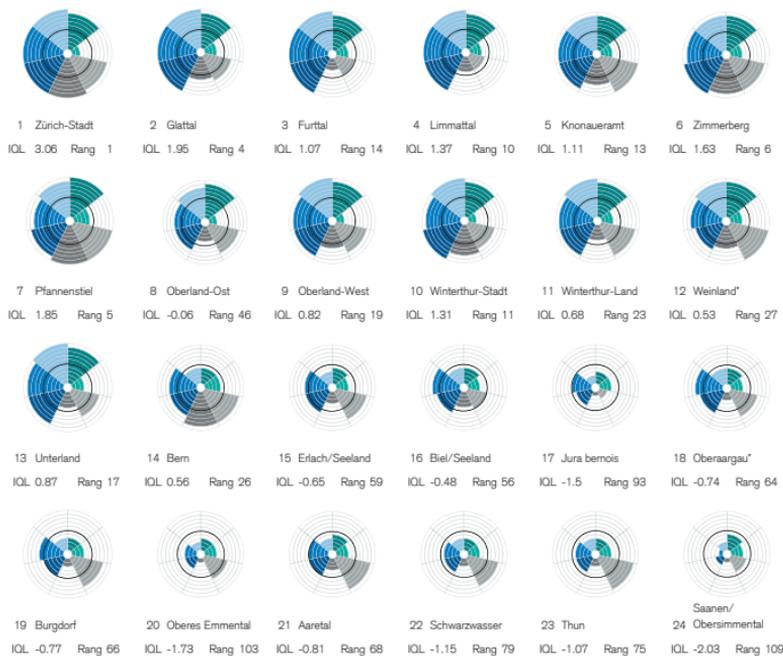 1 Zürich-Stadt
IQL 3.06 Rang 1
2 Glattal
IQL 1.95 Rang 4
3 Furttal
IQL 1.07 Rang 14
4 Limmattal
IQL 1.37 Rang 10
5 Knonaueramt
IQL 1.11 Rang 13
6 Zimmerberg
IQL 1.63 Rang 6
7 Pfannenstiel
IQL 1.85 Rang 5
8 Oberland-Ost
IQL -0.06 Rang 46
9 Oberland-West
IQL 0.82 Rang 19
10 Winterthur-Stadt
IQL 1.31 Rang 11
11 Winterthur-Land
IQL 0.68 Rang 23
12 Weinland*
IQL 0.53 Rang 27
13 Unterland
IQL 0.87 Rang 17
14 Bern
IQL 0.56 Rang 26
15 Erlach/Seeland
IQL -0.65 Rang 59
16 Biel/Seeland
IQL -0.48 Rang 56
17 Jura bernois
IQL -1.5 Rang 93
18 Oberaargau*
IQL -0.74 Rang 64
19 Burgdorf
IQL -0.77 Rang 66
20 Oberes Emmental
IQL -1.73 Rang 103
21 Aaretal
IQL -0.81 Rang 68
22 Schwarzwasser
IQL -1.15 Rang 79
23 Thun
IQL -1.07 Rang 75
Saanen/
24 Obersimmental
IQL -2.03 Rang 109